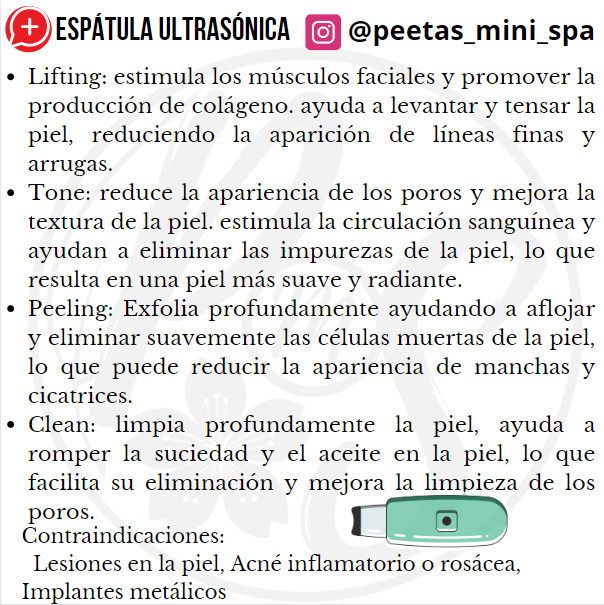 ESPÁTULA ULTRASÓNICA @peetas_mini_spa
• Lifting: estimula los músculos faciales y promover la
producción de colágeno. ayuda a levantar y tensar la
piel, reduciendo la aparición de líneas finas y
arrugas.
• Tone: reduce la apariencia de los poros y mejora la
textura de la piel. estimula la circulación sanguínea y
ayudan a eliminar las impurezas de la piel, lo que
resulta en una piel más suave y radiante.
• Peeling: Exfolia profundamente ayudando a aflojar
y eliminar suavemente las células muertas de la piel,
lo que puede reducir la apariencia de manchas y
cicatrices.
• Clean: limpia profundamente la piel, ayuda a
romper la suciedad y el aceite en la piel, lo que
facilita su eliminación y mejora la limpieza de los
poros.
Contraindicaciones:
Lesiones en la piel, Acné inflamatorio o rosácea,
Implantes metálicos